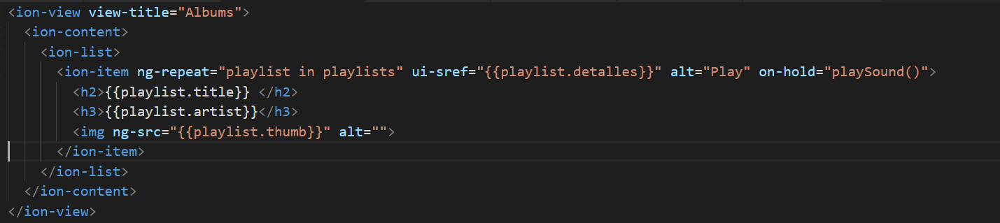 <ion-view view-title="Albums">
<ion-content>
<ion-list>
<ion-item ng-repeat="playlist in playlists" ui-sref="{{playlist.detalles}}" alt="Play" on-hold="playSound()">
<h2>{{playlist.title}} </h2>
<h3>{{playlist.artist}}</h3>
<img ng-src="{{playlist.thumb}}" alt="">
</ion-item>
</ion-list>
</ion-content>
</ion-view>